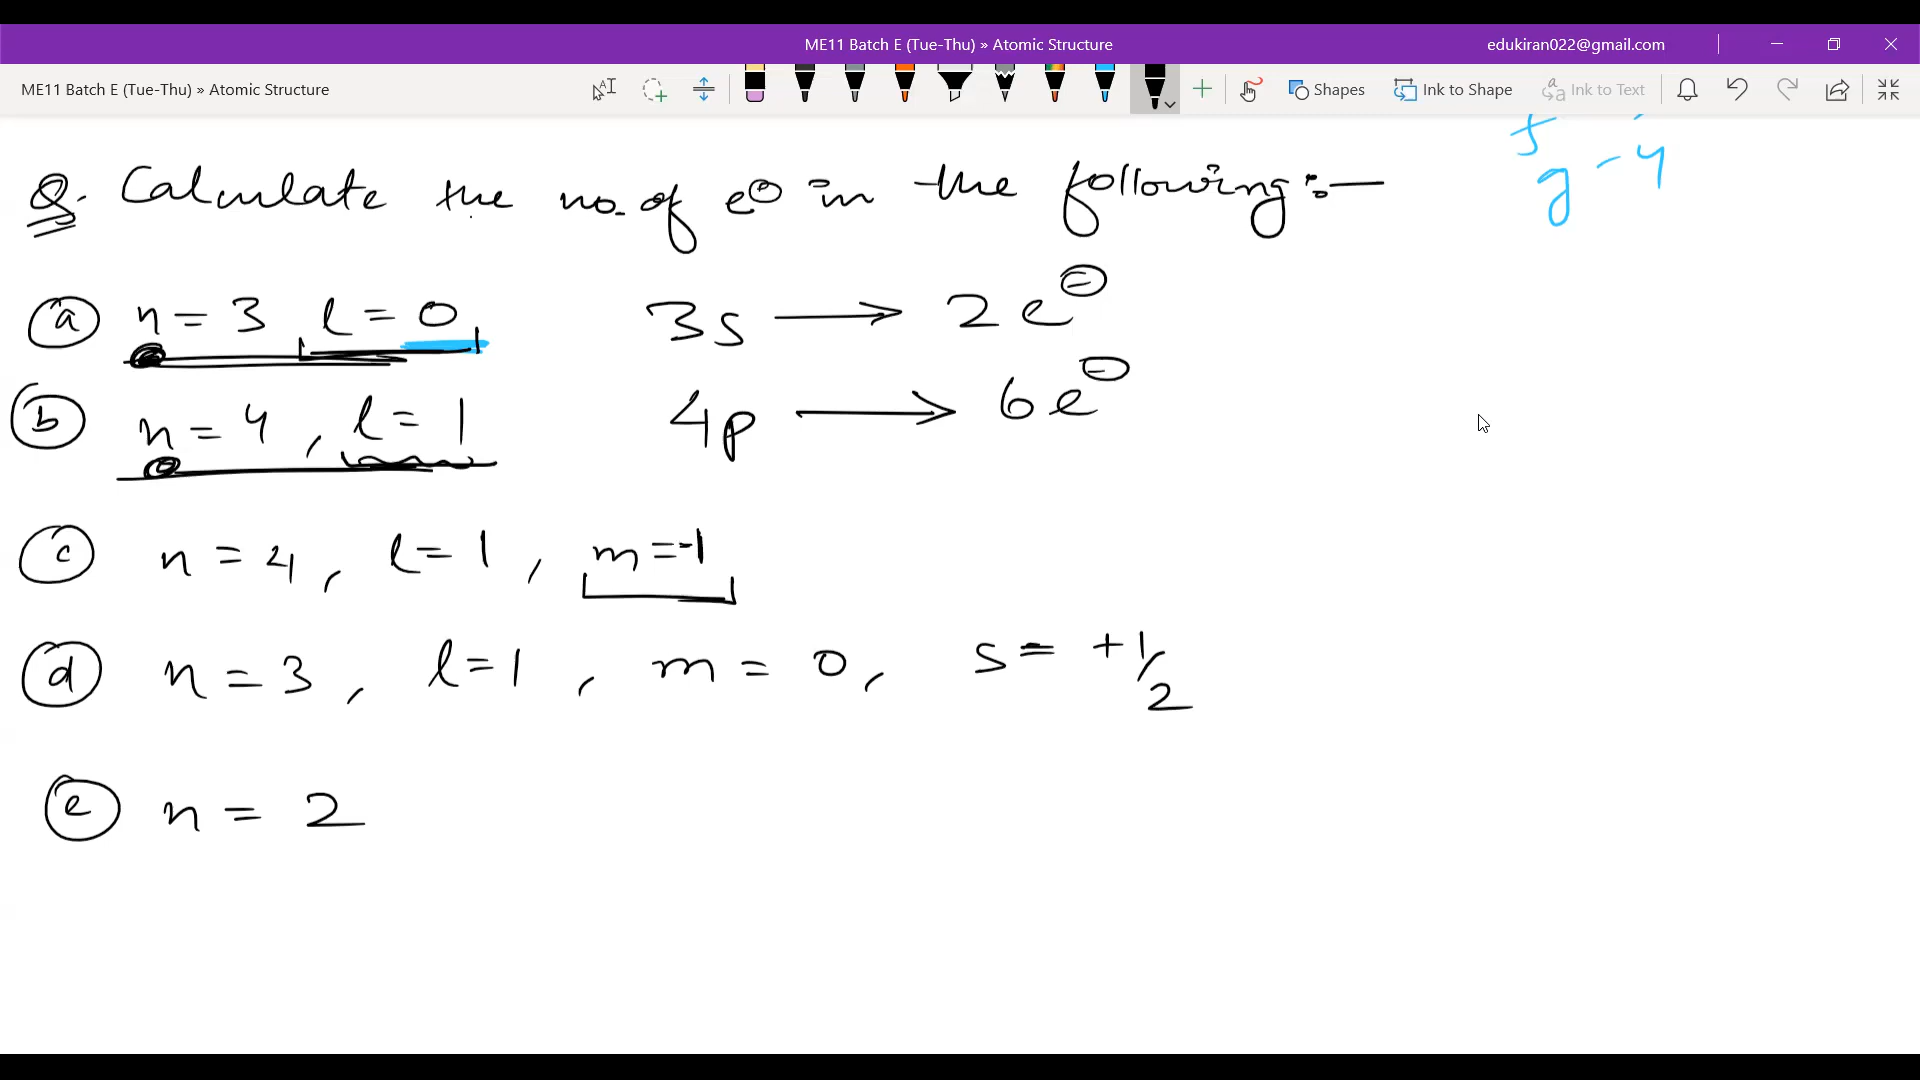 ME11 Batch E (Tue-Thu) » Atomic Structure
edukiran022@gmail.com
ME11 Batch E (Tue-Thu) » Atomic Structure
Shapes
Ink to Shape
Ink to Text
g - 4
Q. Calculate the no. of e⊖ in the following :—
(a) n = 3, l = 0, 3s ⟶ 2 e⊖
(b) n = 4, l = 1 4p ⟶ 6 e⊖
(c) n = 4, l = 1, m = -1
(d) n = 3, l = 1, m = 0, s = +1/2
(e) n = 2